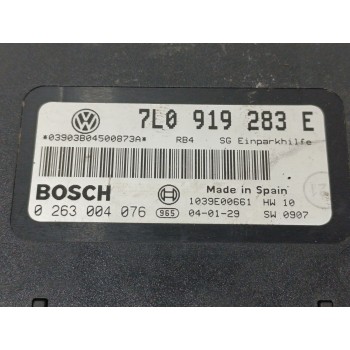 7L0 919 283 E
*03903B04500873A* RB4 SG Einparkhilfe
BOSCH Made in Spain
1039E00661 HW 10
0 263 004 076 965 04-01-29 SW 0907